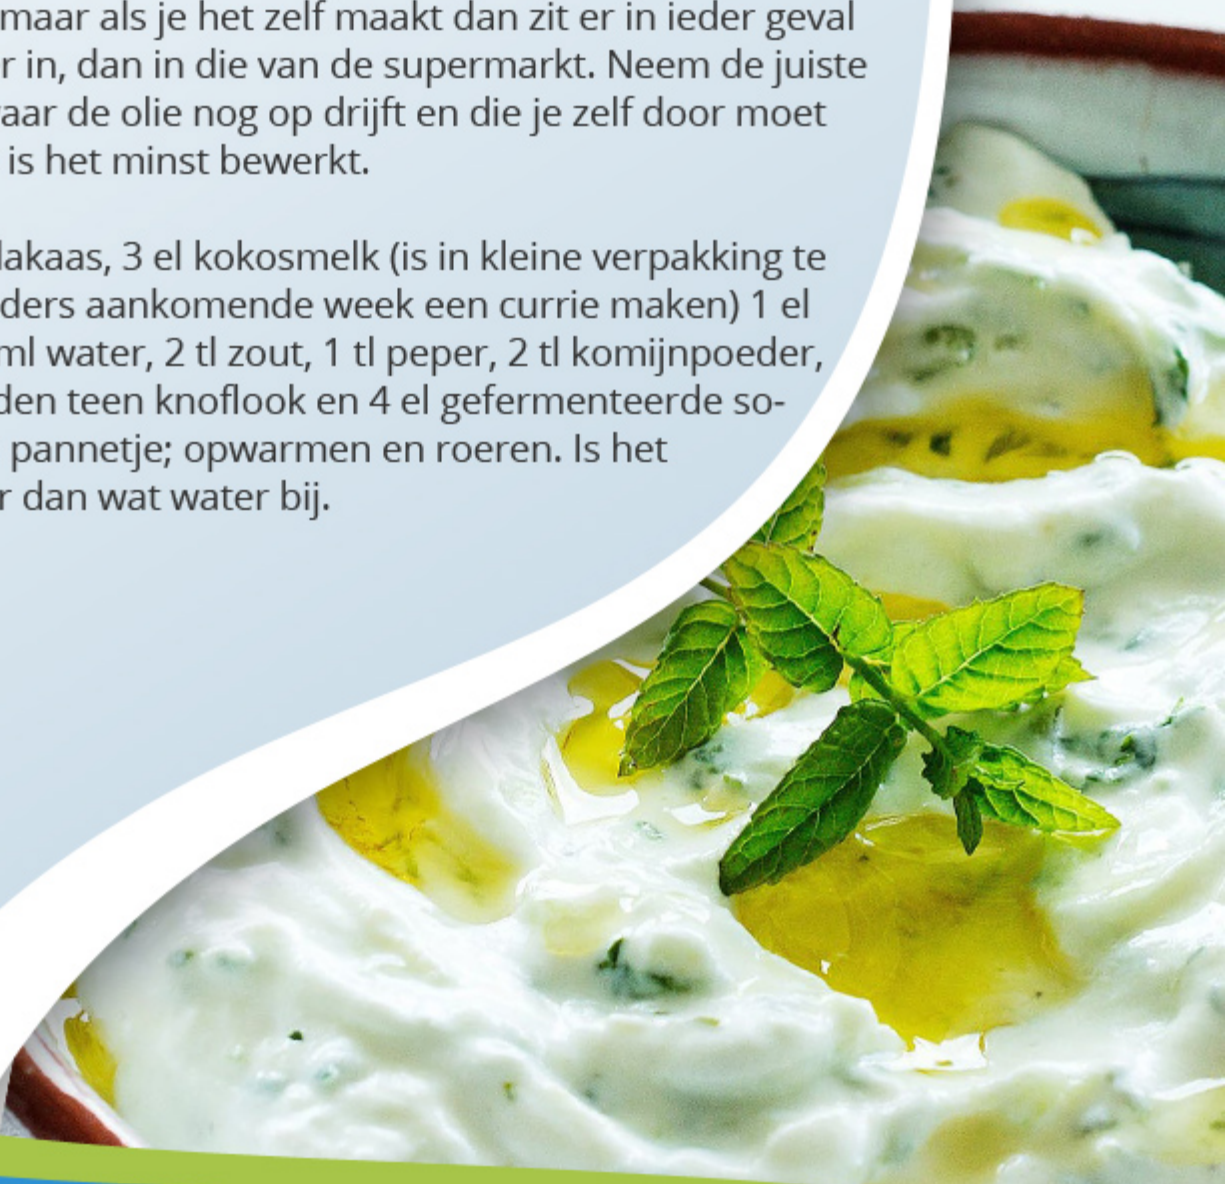 maar als je het zelf maakt dan zit er in ieder geval
r in, dan in die van de supermarkt. Neem de juiste
aar de olie nog op drijft en die je zelf door moet
is het minst bewerkt.
lakaas, 3 el kokosmelk (is in kleine verpakking te
ders aankomende week een currie maken) 1 el
ml water, 2 tl zout, 1 tl peper, 2 tl komijnpoeder,
den teen knoflook en 4 el gefermenteerde so-
pannetje; opwarmen en roeren. Is het
r dan wat water bij.